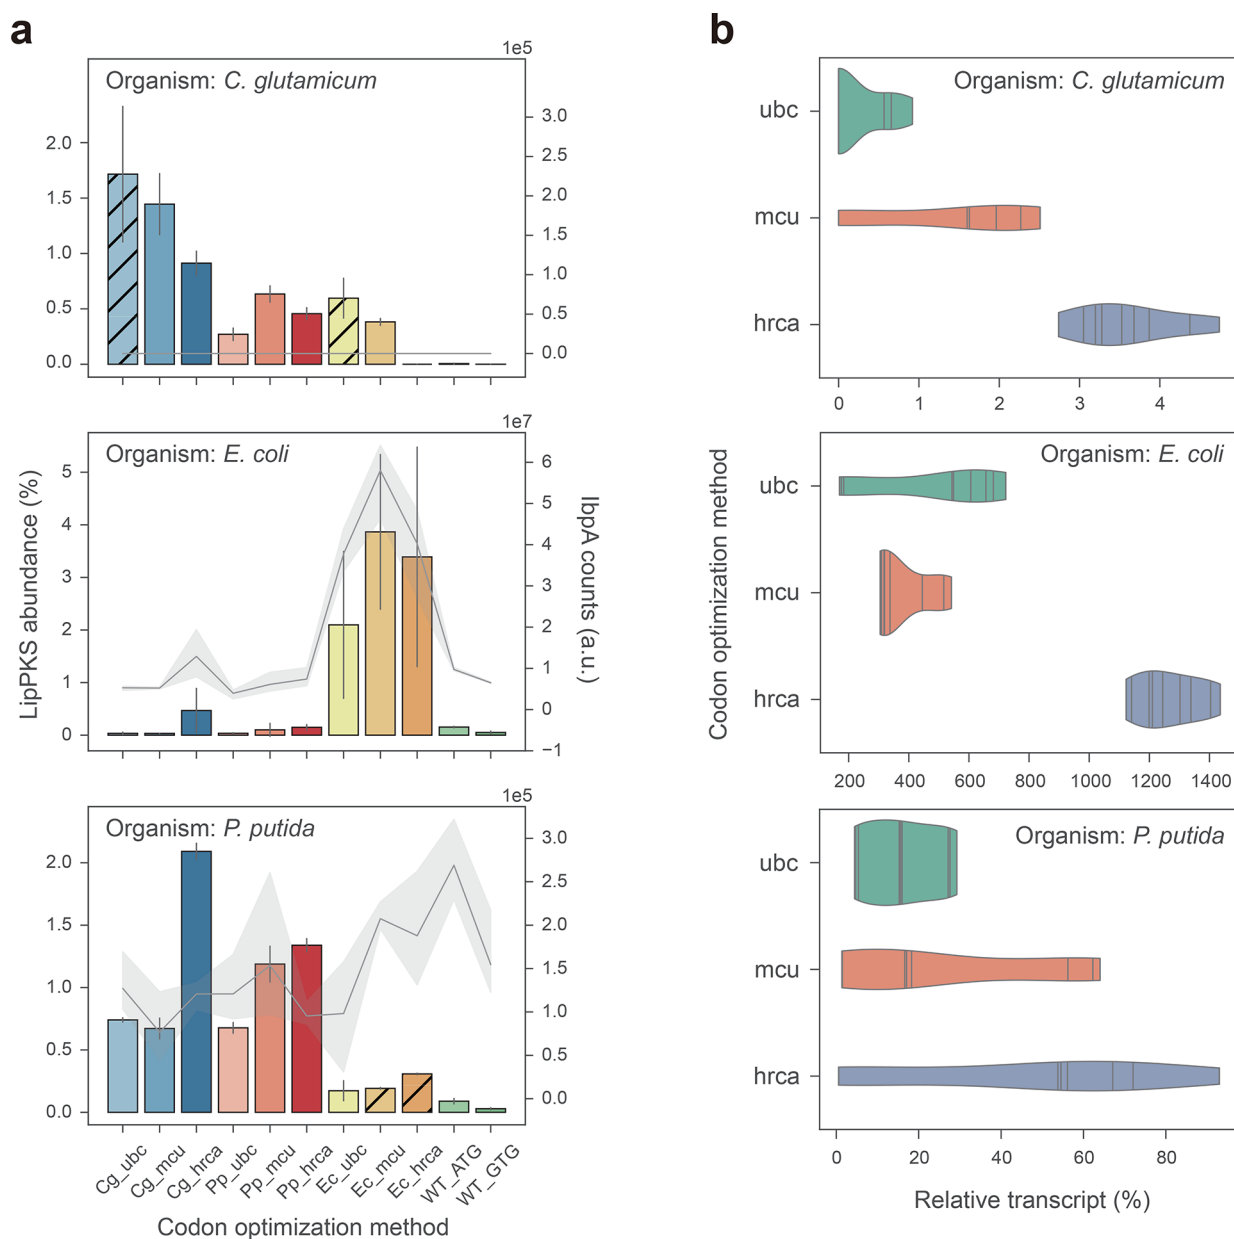 a
1e5
Organism: C. glutamicum
2.0
1.5
1.0
0.5
0.0
3.0
2.5
2.0
1.5
1.0
0.5
0.0
1e7
Organism: E. coli
5
4
3
2
1
0
6
5
4
3
2
1
0
−1
LipPKS abundance (%)
IbpA counts (a.u.)
1e5
Organism: P. putida
2.0
1.5
1.0
0.5
0.0
3.0
2.5
2.0
1.5
1.0
0.5
0.0
Cg_ubc
Cg_mcu
Cg_hrca
Pp_ubc
Pp_mcu
Pp_hrca
Ec_ubc
Ec_mcu
Ec_hrca
WT_ATG
WT_GTG
Codon optimization method
b
Organism: C. glutamicum
ubc
mcu
hrca
0 1 2 3 4
Organism: E. coli
ubc
mcu
hrca
200 400 600 800 1000 1200 1400
Codon optimization method
Organism: P. putida
ubc
mcu
hrca
0 20 40 60 80
Relative transcript (%)